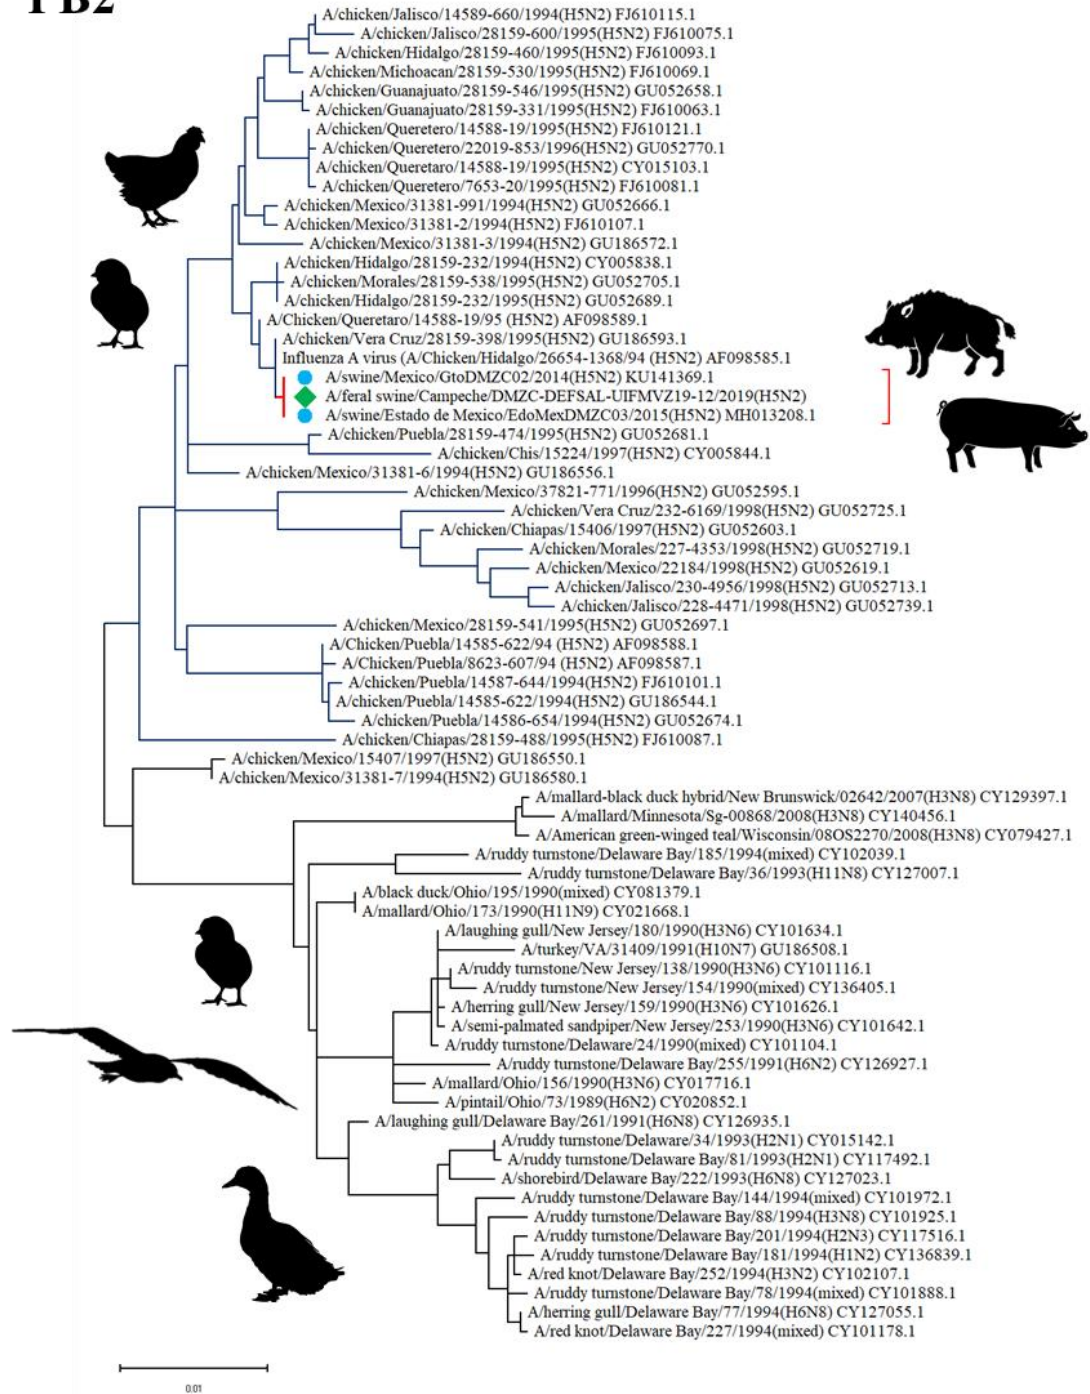 PB2
A/chicken/Jalisco/14589-660/1994(H5N2) FJ610115.1
A/chicken/Jalisco/28159-600/1995(H5N2) FJ610075.1
A/chicken/Hidalgo/28159-460/1995(H5N2) FJ610093.1
A/chicken/Michoacan/28159-530/1995(H5N2) FJ610069.1
A/chicken/Guanajuato/28159-546/1995(H5N2) GU052658.1
A/chicken/Guanajuato/28159-331/1995(H5N2) FJ610063.1
A/chicken/Queretero/14588-19/1995(H5N2) FJ610121.1
A/chicken/Queretero/22019-853/1996(H5N2) GU052770.1
A/chicken/Queretaro/14588-19/1995(H5N2) CY015103.1
A/chicken/Queretero/7653-20/1995(H5N2) FJ610081.1
A/chicken/Mexico/31381-991/1994(H5N2) GU052666.1
A/chicken/Mexico/31381-2/1994(H5N2) FJ610107.1
A/chicken/Mexico/31381-3/1994(H5N2) GU186572.1
A/chicken/Hidalgo/28159-232/1994(H5N2) CY005838.1
A/chicken/Morales/28159-538/1995(H5N2) GU052705.1
A/chicken/Hidalgo/28159-232/1995(H5N2) GU052689.1
A/Chicken/Queretaro/14588-19/95 (H5N2) AF098589.1
A/chicken/Vera Cruz/28159-398/1995(H5N2) GU186593.1
Influenza A virus (A/Chicken/Hidalgo/26654-1368/94 (H5N2) AF098585.1
A/swine/Mexico/GtoDMZC02/2014(H5N2) KU141369.1
A/feral swine/Campeche/DMZC-DEFSAL-UIFMVZ19-12/2019(H5N2)
A/swine/Estado de Mexico/EdoMexDMZC03/2015(H5N2) MH013208.1
A/chicken/Puebla/28159-474/1995(H5N2) GU052681.1
A/chicken/Chis/15224/1997(H5N2) CY005844.1
A/chicken/Mexico/31381-6/1994(H5N2) GU186556.1
A/chicken/Mexico/37821-771/1996(H5N2) GU052595.1
A/chicken/Vera Cruz/232-6169/1998(H5N2) GU052725.1
A/chicken/Chiapas/15406/1997(H5N2) GU052603.1
A/chicken/Morales/227-4353/1998(H5N2) GU052719.1
A/chicken/Mexico/22184/1998(H5N2) GU052619.1
A/chicken/Jalisco/230-4956/1998(H5N2) GU052713.1
A/chicken/Jalisco/228-4471/1998(H5N2) GU052739.1
A/chicken/Mexico/28159-541/1995(H5N2) GU052697.1
A/Chicken/Puebla/14585-622/94 (H5N2) AF098588.1
A/Chicken/Puebla/8623-607/94 (H5N2) AF098587.1
A/chicken/Puebla/14587-644/1994(H5N2) FJ610101.1
A/chicken/Puebla/14585-622/1994(H5N2) GU186544.1
A/chicken/Puebla/14586-654/1994(H5N2) GU052674.1
A/chicken/Chiapas/28159-488/1995(H5N2) FJ610087.1
A/chicken/Mexico/15407/1997(H5N2) GU186550.1
A/chicken/Mexico/31381-7/1994(H5N2) GU186580.1
A/mallard-black duck hybrid/New Brunswick/02642/2007(H3N8) CY129397.1
A/mallard/Minnesota/Sg-00868/2008(H3N8) CY140456.1
A/American green-winged teal/Wisconsin/08OS2270/2008(H3N8) CY079427.1
A/ruddy turnstone/Delaware Bay/185/1994(mixed) CY102039.1
A/ruddy turnstone/Delaware Bay/36/1993(H11N8) CY127007.1
A/black duck/Ohio/195/1990(mixed) CY081379.1
A/mallard/Ohio/173/1990(H11N9) CY021668.1
A/laughing gull/New Jersey/180/1990(H3N6) CY101634.1
A/turkey/VA/31409/1991(H10N7) GU186508.1
A/ruddy turnstone/New Jersey/138/1990(H3N6) CY101116.1
A/ruddy turnstone/New Jersey/154/1990(mixed) CY136405.1
A/herring gull/New Jersey/159/1990(H3N6) CY101626.1
A/semi-palmated sandpiper/New Jersey/253/1990(H3N6) CY101642.1
A/ruddy turnstone/Delaware/24/1990(mixed) CY101104.1
A/ruddy turnstone/Delaware Bay/255/1991(H6N2) CY126927.1
A/mallard/Ohio/156/1990(H3N6) CY017716.1
A/pintail/Ohio/73/1989(H6N2) CY020852.1
A/laughing gull/Delaware Bay/261/1991(H6N8) CY126935.1
A/ruddy turnstone/Delaware/34/1993(H2N1) CY015142.1
A/ruddy turnstone/Delaware Bay/81/1993(H2N1) CY117492.1
A/shorebird/Delaware Bay/222/1993(H6N8) CY127023.1
A/ruddy turnstone/Delaware Bay/144/1994(mixed) CY101972.1
A/ruddy turnstone/Delaware Bay/88/1994(H3N8) CY101925.1
A/ruddy turnstone/Delaware Bay/201/1994(H2N3) CY117516.1
A/ruddy turnstone/Delaware Bay/181/1994(H1N2) CY136839.1
A/red knot/Delaware Bay/252/1994(H3N2) CY102107.1
A/ruddy turnstone/Delaware Bay/78/1994(mixed) CY101888.1
A/herring gull/Delaware Bay/77/1994(H6N8) CY127055.1
A/red knot/Delaware Bay/227/1994(mixed) CY101178.1
0.01